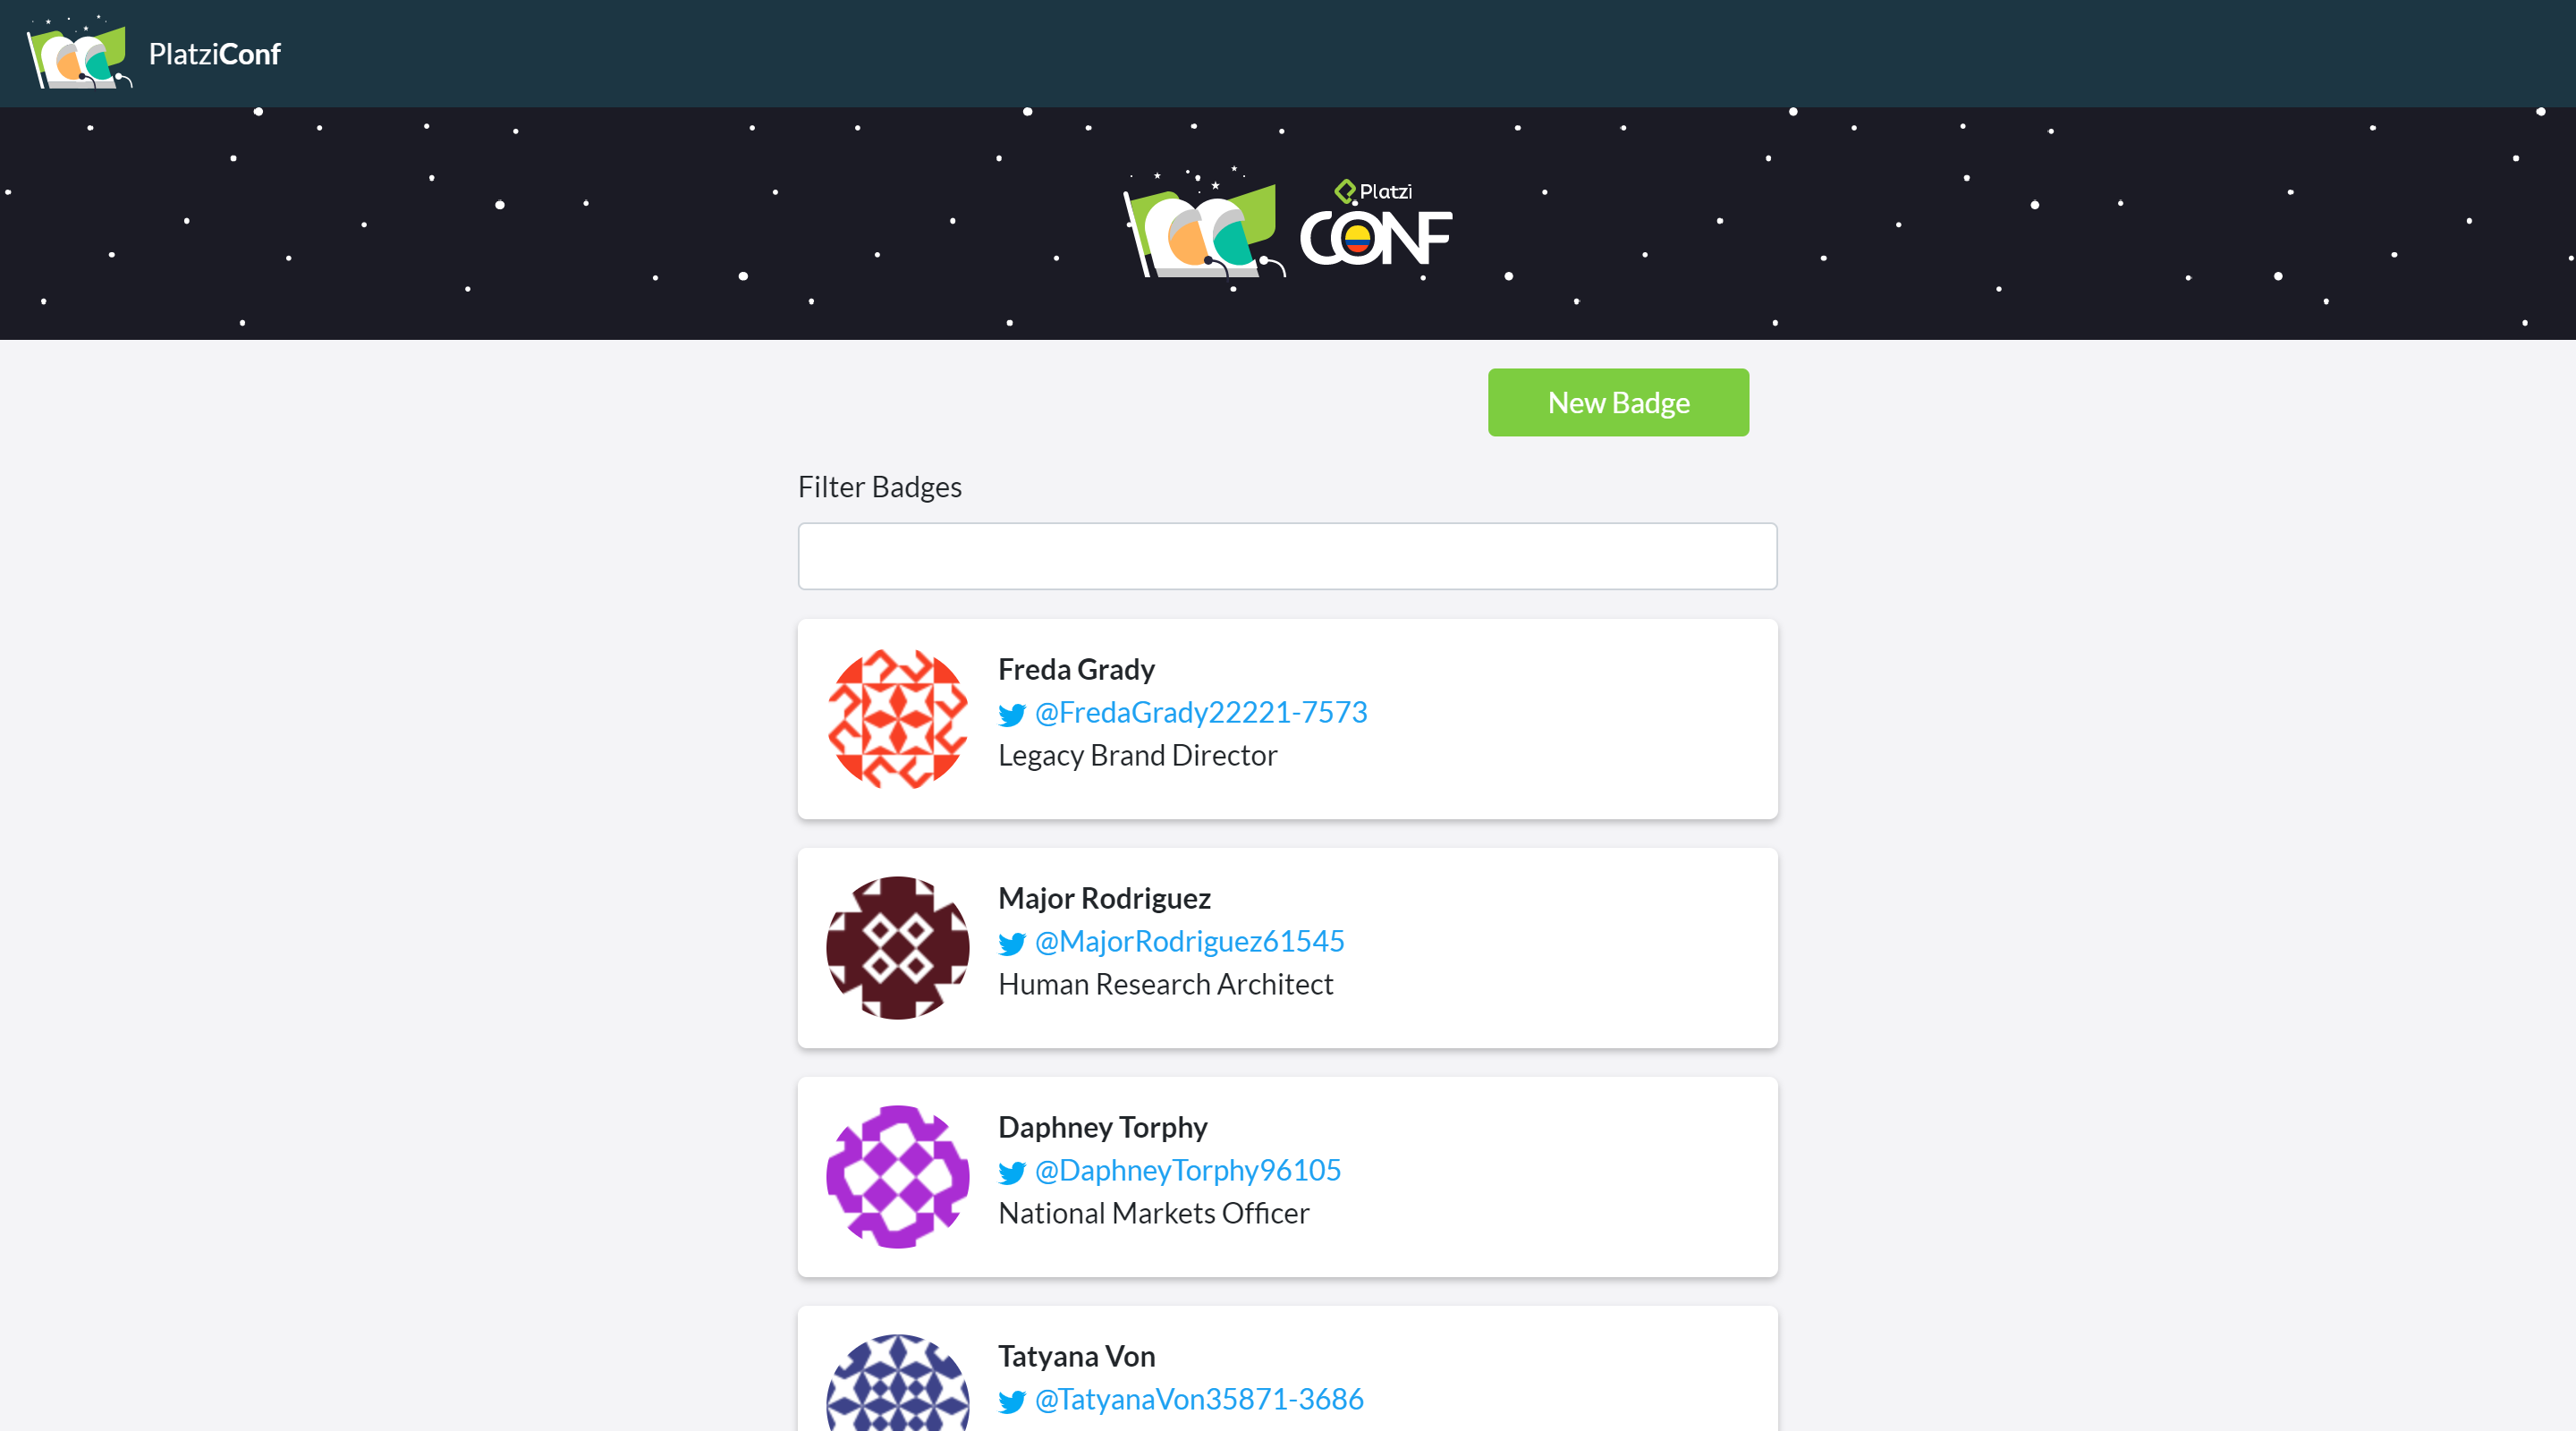 PlatziConf
Platzi
CONF
New Badge
Filter Badges
Freda Grady
@FredaGrady22221-7573
Legacy Brand Director
Major Rodriguez
@MajorRodriguez61545
Human Research Architect
Daphney Torphy
@DaphneyTorphy96105
National Markets Officer
Tatyana Von
@TatyanaVon35871-3686